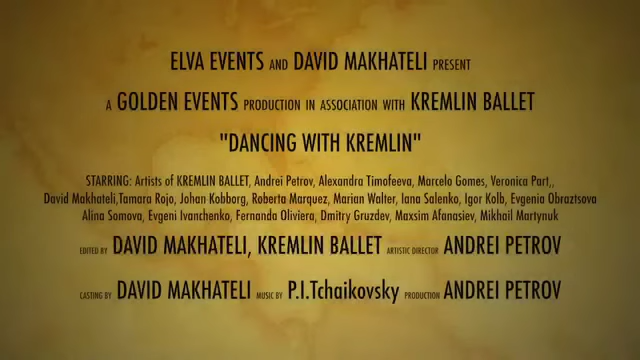 ELVA EVENTS AND DAVID MAKHATELI PRESENT
A GOLDEN EVENTS PRODUCTION IN ASSOCIATION WITH KREMLIN BALLET
"DANCING WITH KREMLIN"
STARRING: Artists of KREMLIN BALLET, Andrei Petrov, Alexandra Timofeeva, Marcelo Gomes, Veronica Part,,
David Makhateli,Tamara Rojo, Johan Kobborg, Roberta Marquez, Marian Walter, Iana Salenko, Igor Kolb, Evgenia Obraztsova
Alina Somova, Evgeni Ivanchenko, Fernanda Oliviera, Dmitry Gruzdev, Maxsim Afanasiev, Mikhail Martynuk
EDITED BY DAVID MAKHATELI, KREMLIN BALLET ARTISTIC DIRECTOR ANDREI PETROV
CASTING BY DAVID MAKHATELI MUSIC BY P.I.Tchaikovsky PRODUCTION ANDREI PETROV